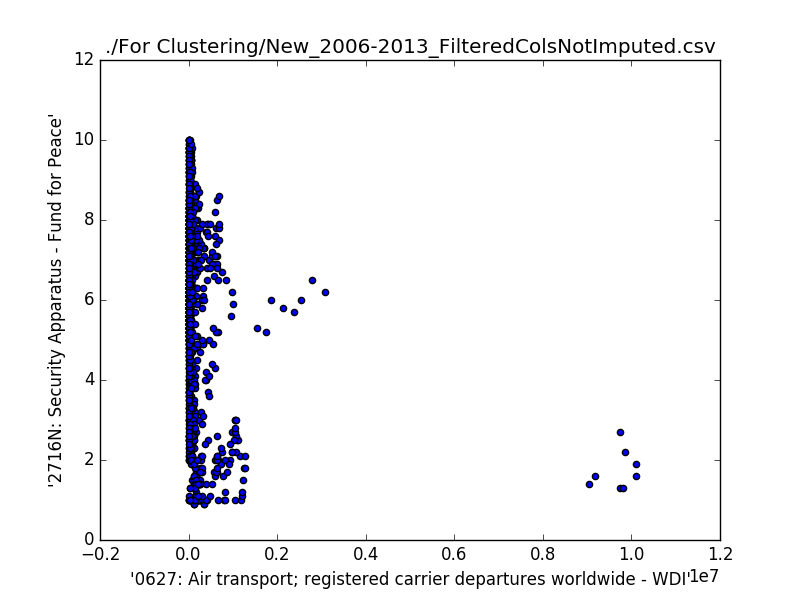 ./For Clustering/New_2006-2013_FilteredColsNotImputed.csv
12
10
8
6
4
2
0
'2716N: Security Apparatus - Fund for Peace'
−0.2 0.0 0.2 0.4 0.6 0.8 1.0 1.2
1e7
'0627: Air transport; registered carrier departures worldwide - WDI'